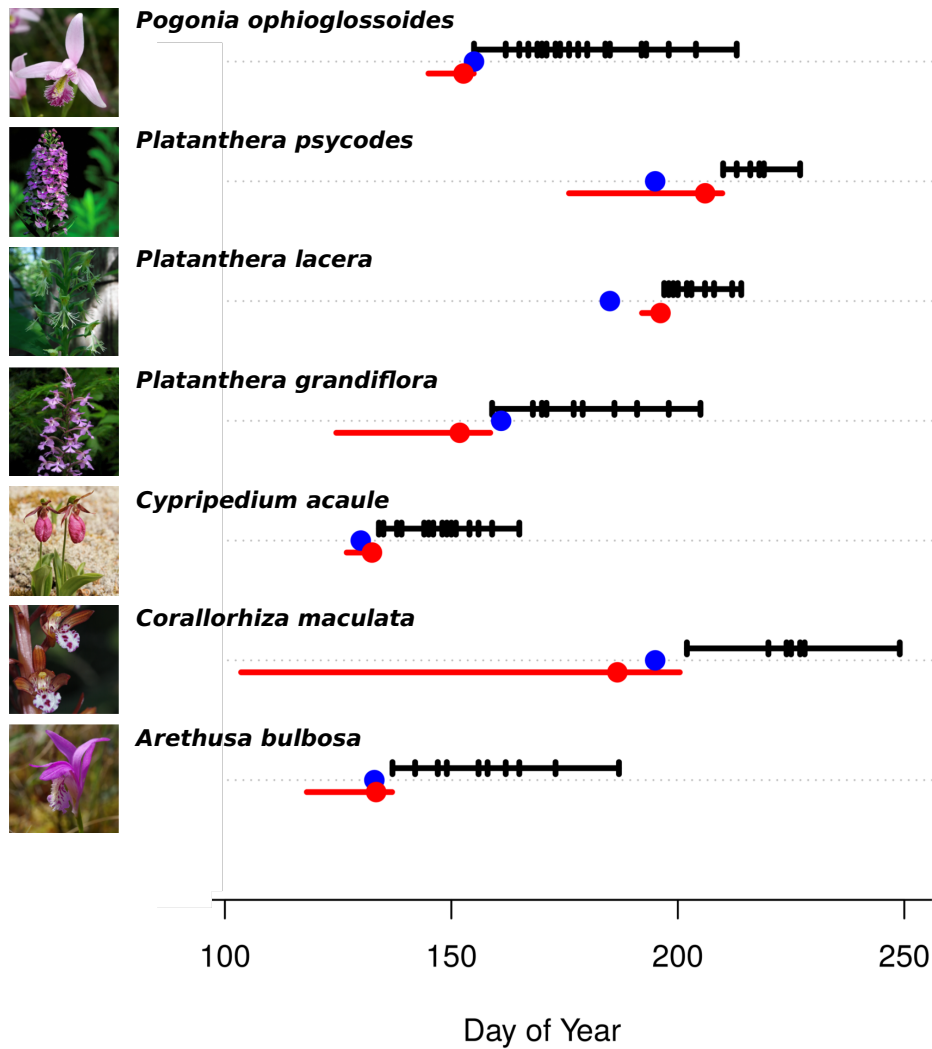 Pogonia ophioglossoides
Platanthera psycodes
Platanthera lacera
Platanthera grandiflora
Cypripedium acaule
Corallorhiza maculata
Arethusa bulbosa
100 150 200 250
Day of Year